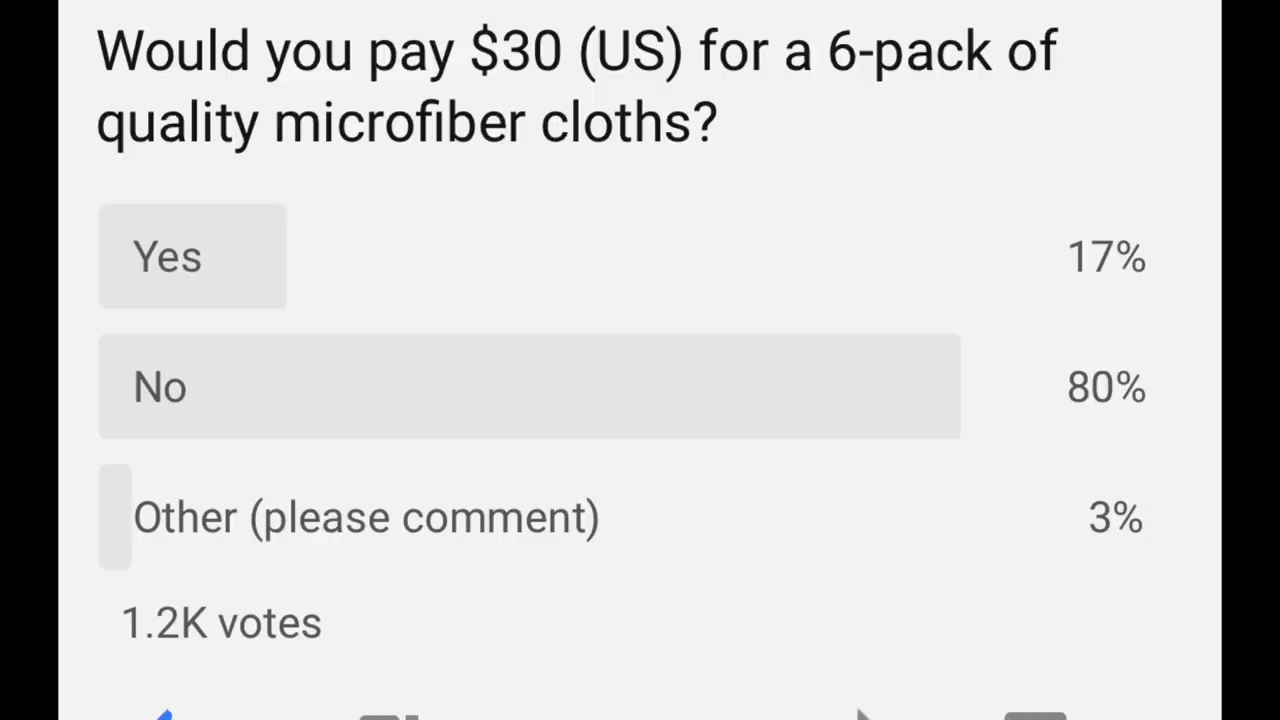 Would you pay $30 (US) for a 6-pack of
quality microfiber cloths?
Yes 17%
No 80%
Other (please comment) 3%
1.2K votes